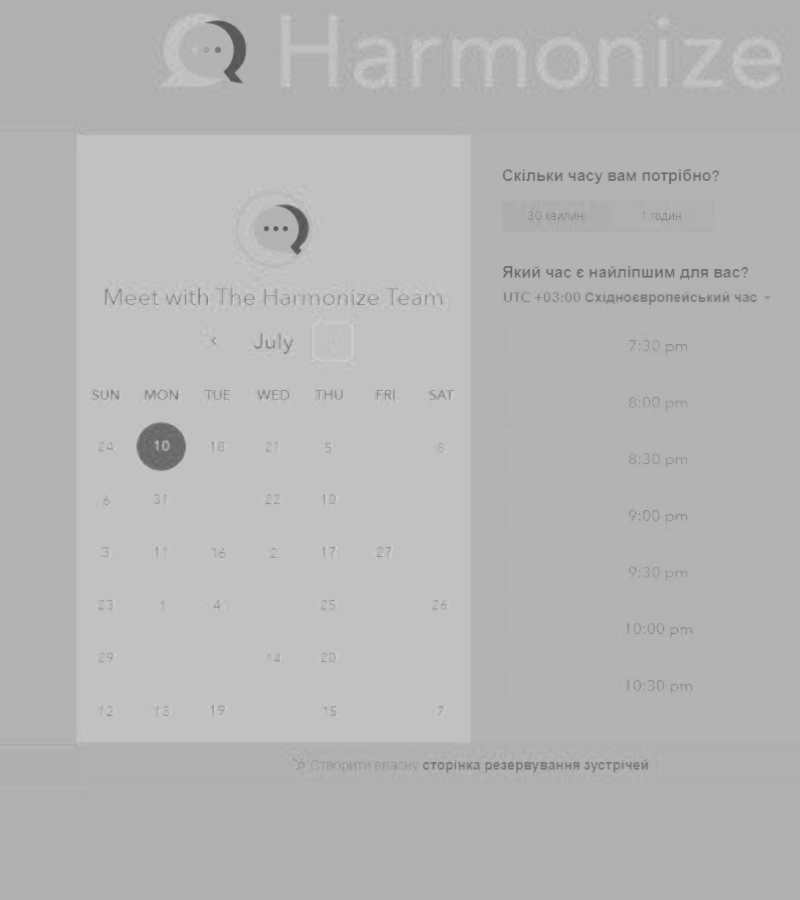 Harmonize
Meet with The Harmonize Team
‹ July
SUN MON TUE WED THU FRI SAT
24 10 18 21 5
6 31 22
3 11 16 2 17 27
23 1 4 25 26
29 14
12 19 15 7
Скільки часу вам потрібно?
30 хвилин 1 годин
Який час є найліпшим для вас?
UTC +03:00 Східноєвропейський час
7:30 pm
8:00 pm
8:30 pm
9:00 pm
9:30 pm
10:00 pm
10:30 pm
Створити власну сторінка резервування зустрічей